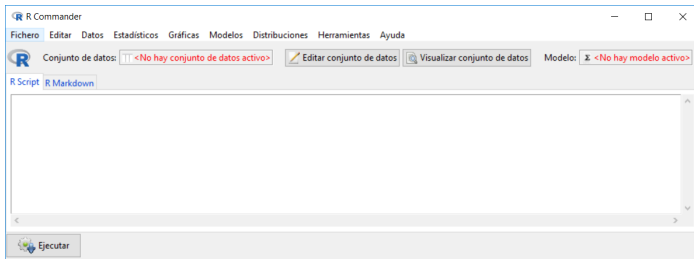 R Commander
Fichero Editar Datos Estadísticos Gráficas Modelos Distribuciones Herramientas Ayuda
R Conjunto de datos: <No hay conjunto de datos activo> Editar conjunto de datos Visualizar conjunto de datos Modelo: Σ <No hay modelo activo>
R Script R Markdown
Ejecutar